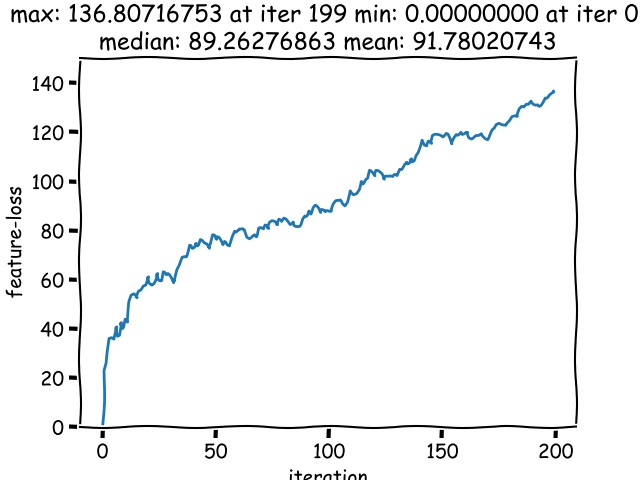 max: 136.80716753 at iter 199 min: 0.00000000 at iter 0
median: 89.26276863 mean: 91.78020743
140
120
100
80
60
40
20
0
feature-loss
0 50 100 150 200
iteration